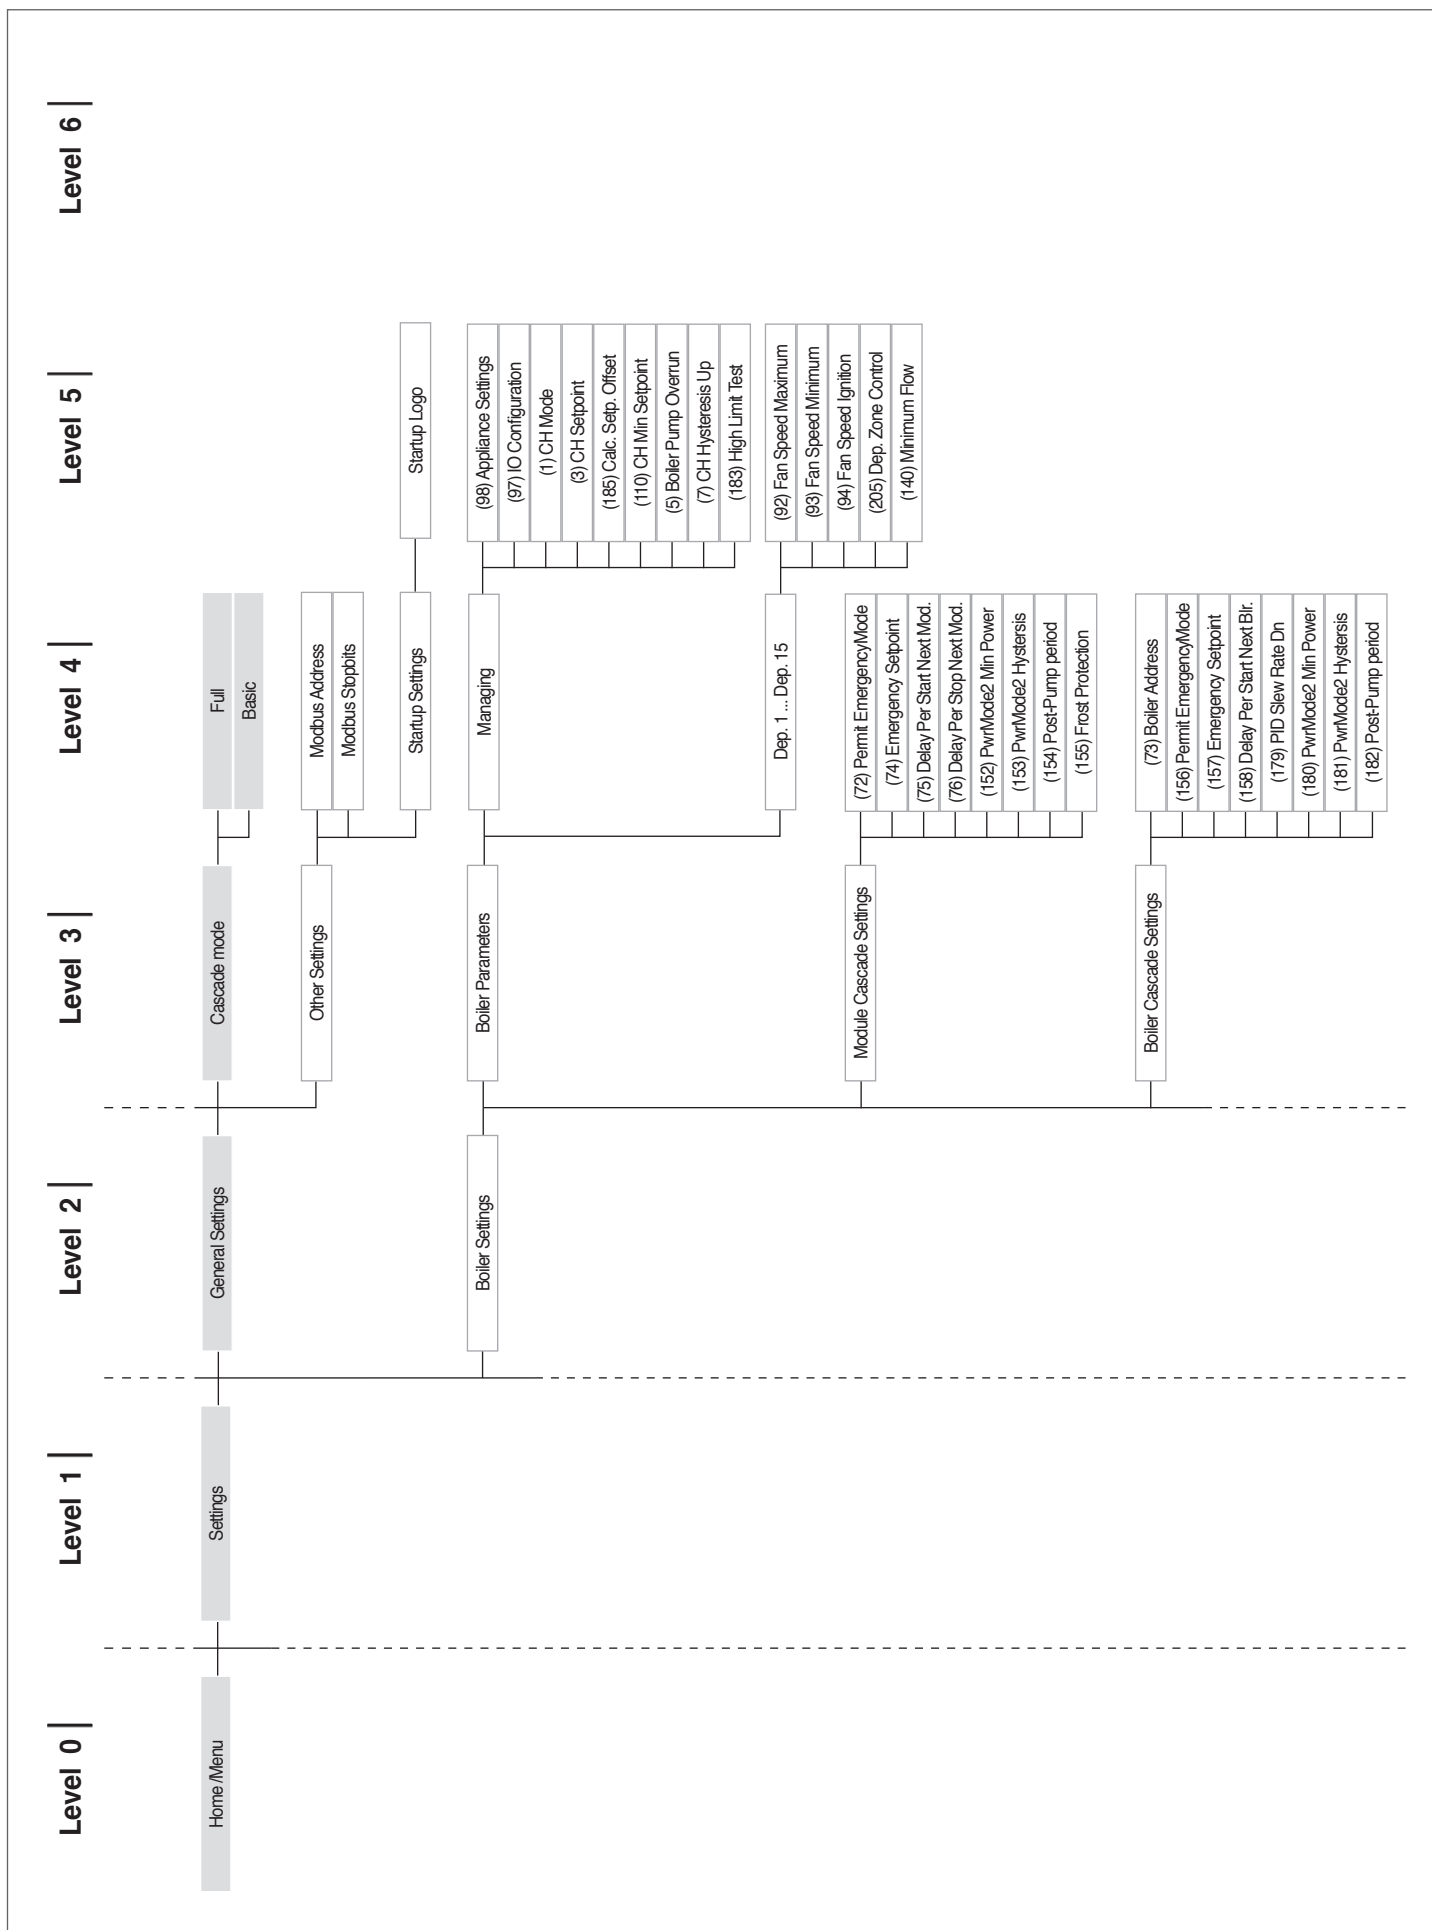 Level 0
Level 1
Level 2
Level 3
Level 4
Level 5
Level 6
Home /Menu
Settings
General Settings
Cascade mode
Full
Basic
Other Settings
Modbus Address
Modbus Stopbits
Startup Settings
Startup Logo
Boiler Settings
Boiler Parameters
Managing
(98) Appliance Settings
(97) IO Configuration
(1) CH Mode
(3) CH Setpoint
(185) Calc. Setp. Offset
(110) CH Min Setpoint
(5) Boiler Pump Overrun
(7) CH Hysteresis Up
(183) High Limit Test
Dep. 1 ... Dep. 15
(92) Fan Speed Maximum
(93) Fan Speed Minimum
(94) Fan Speed Ignition
(205) Dep. Zone Control
(140) Minimum Flow
Module Cascade Settings
(72) Permit EmergencyMode
(74) Emergency Setpoint
(75) Delay Per Start Next Mod.
(76) Delay Per Stop Next Mod.
(152) PwrMode2 Min Power
(153) PwrMode2 Hystersis
(154) Post-Pump period
(155) Frost Protection
Boiler Cascade Settings
(73) Boiler Address
(156) Permit EmergencyMode
(157) Emergency Setpoint
(158) Delay Per Start Next Blr.
(179) PID Slew Rate Dn
(180) PwrMode2 Min Power
(181) PwrMode2 Hystersis
(182) Post-Pump period